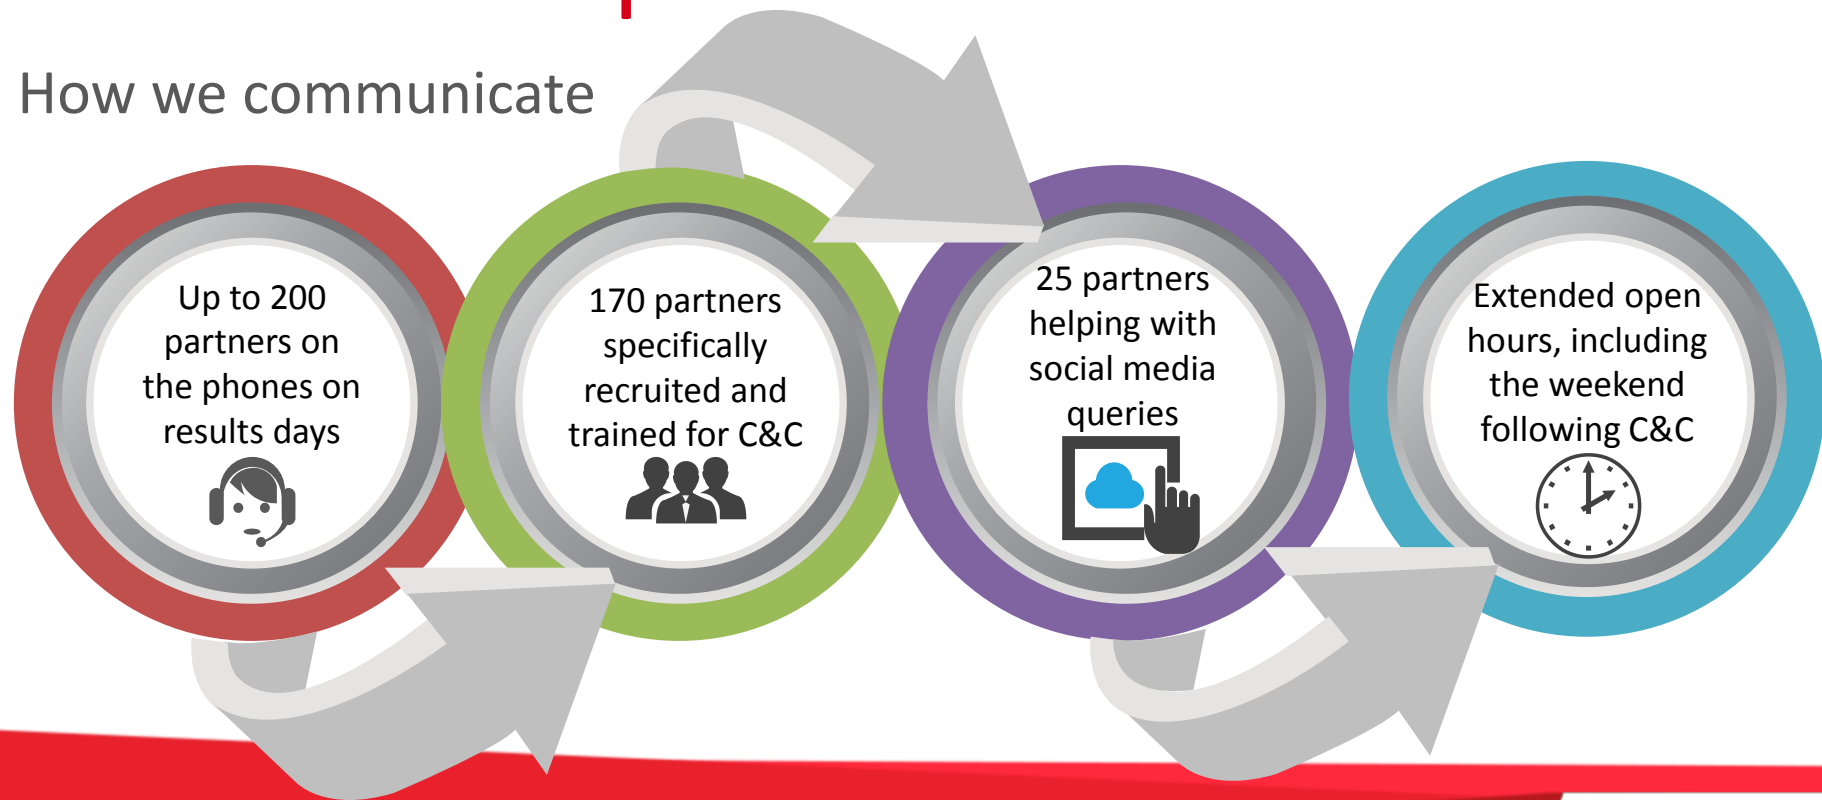 How we communicate
Up to 200
partners on
the phones on
results days
170 partners
specifically
recruited and
trained for C&C
25 partners
helping with
social media
queries
Extended open
hours, including
the weekend
following C&C